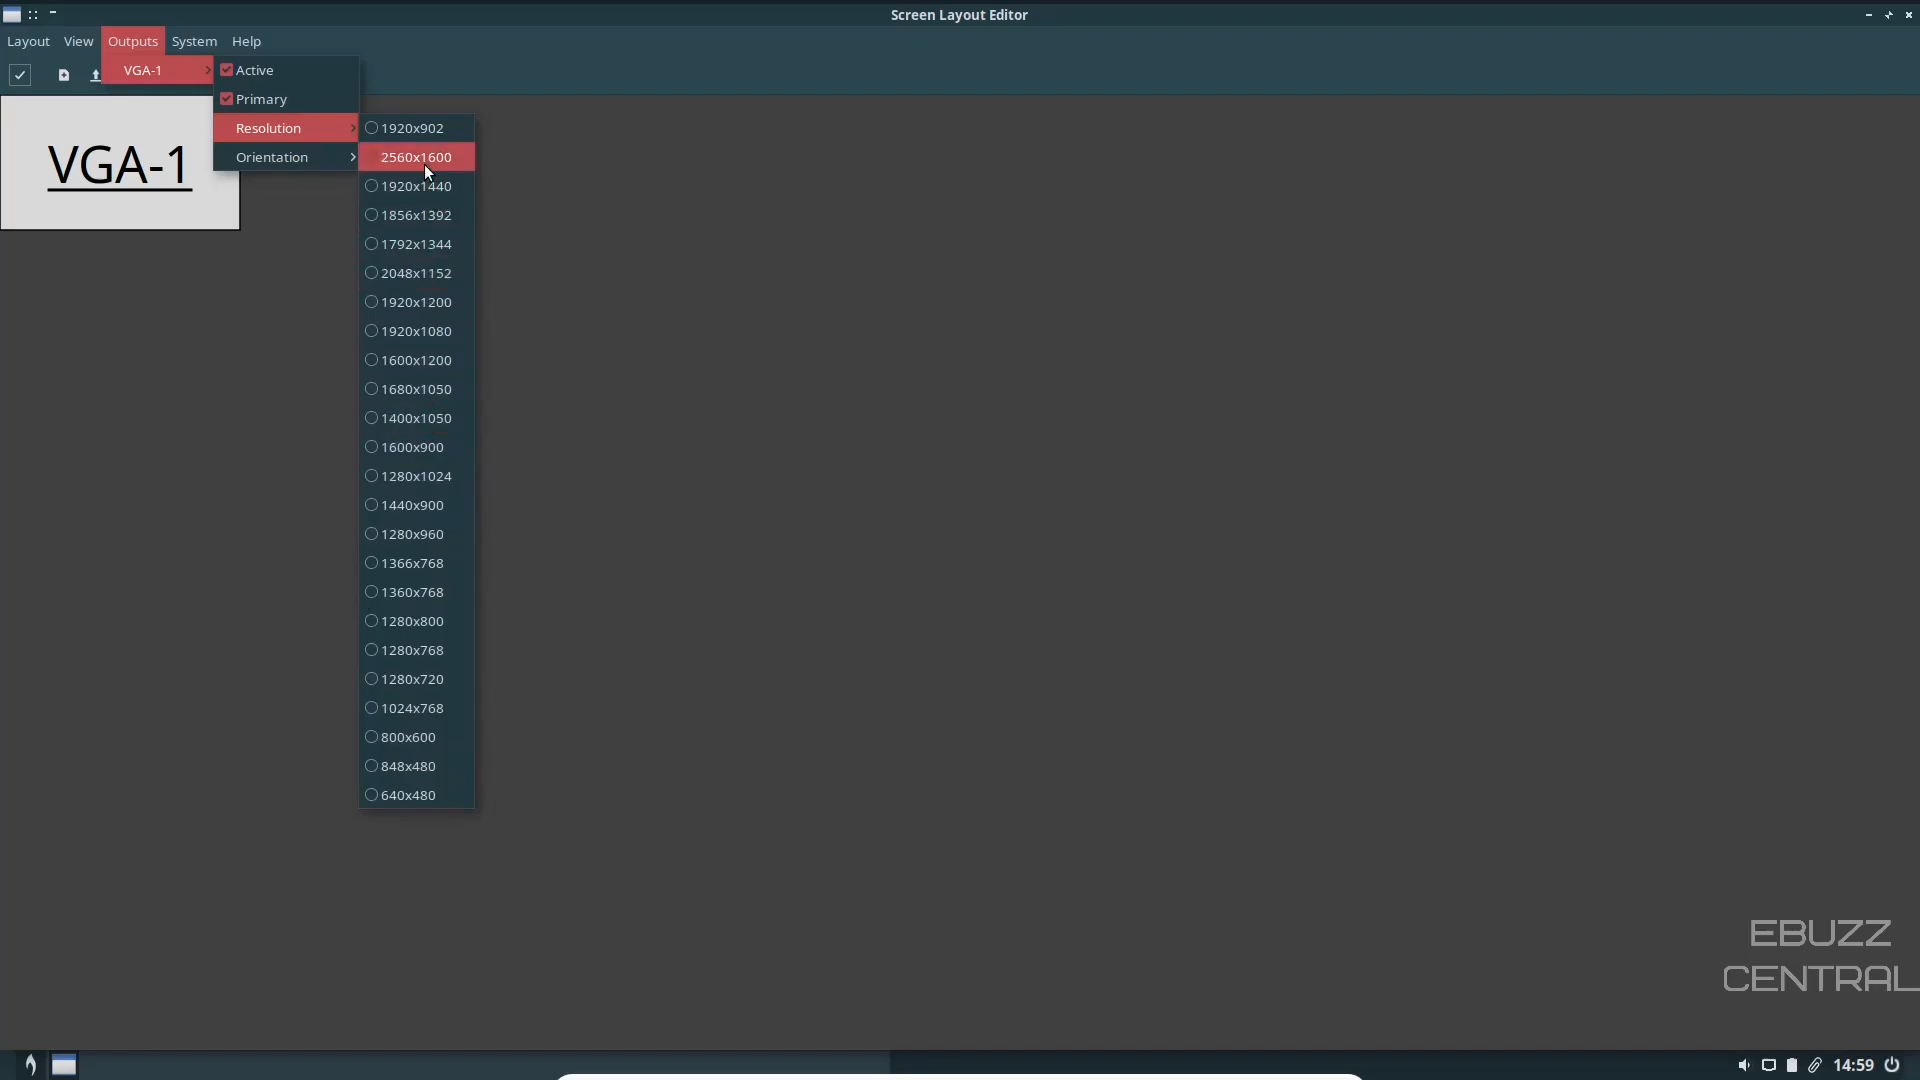 Screen Layout Editor
Layout View Outputs System Help
VGA-1
Active
Primary
Resolution
Orientation
VGA-1
1920x902
2560x1600
1920x1440
1856x1392
1792x1344
2048x1152
1920x1200
1920x1080
1600x1200
1680x1050
1400x1050
1600x900
1280x1024
1440x900
1280x960
1366x768
1360x768
1280x800
1280x768
1280x720
1024x768
800x600
848x480
640x480
EBUZZ
CENTRAL
14:59